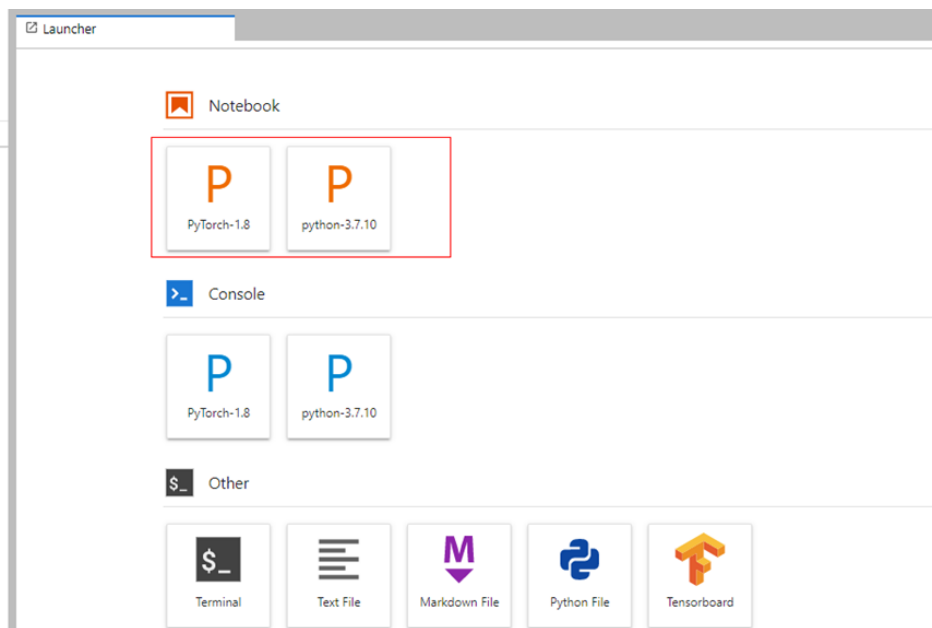 Launcher
Notebook
P P
PyTorch-1.8 python-3.7.10
>_ Console
P P
PyTorch-1.8 python-3.7.10
$_ Other
$_ M
Terminal Text File Markdown File Python File Tensorboard